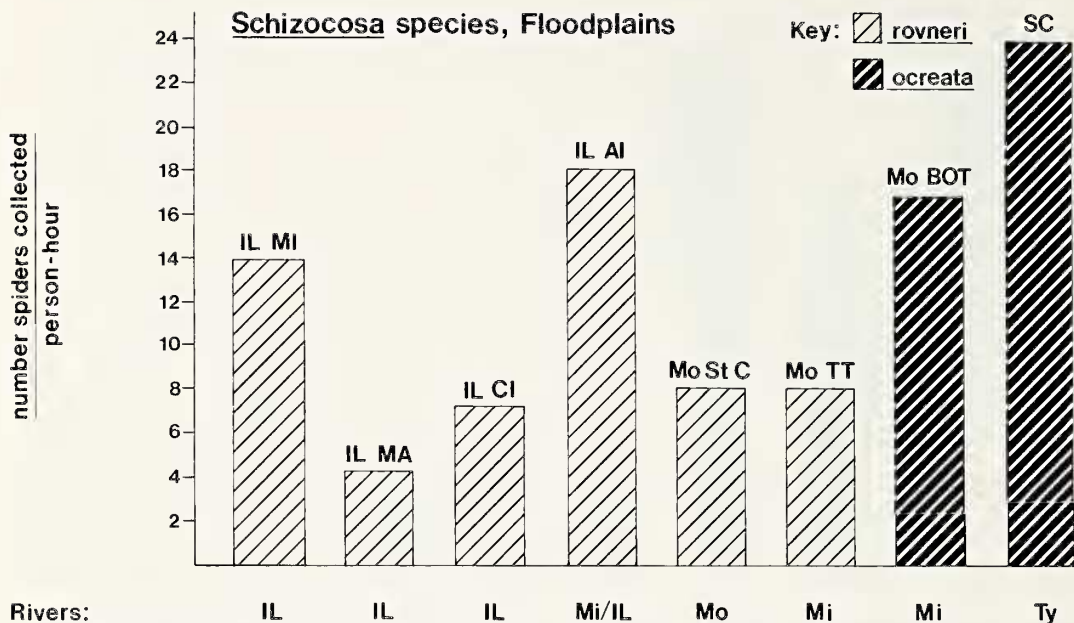 Schizocosa species, Floodplains
Key: rovneri
ocreata
number spiders collected
person-hour
24
22
20
18
16
14
12
10
8
6
4
2
IL MI
IL MA
IL CI
IL AI
Mo St C
Mo TT
Mo BOT
SC
Rivers: IL IL IL Mi/IL Mo Mi Mi Ty